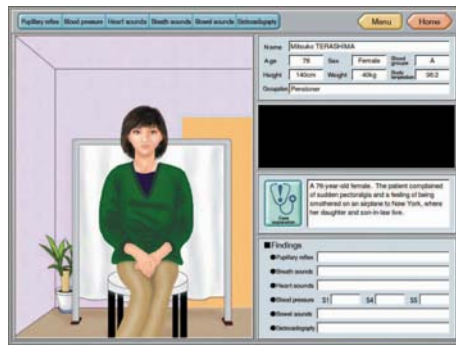 Pupillary reflex Blood pressure Heart sounds Breath sounds Bowel sounds Electrocardiography
Menu Home
Name Mitsuko TERASHIMA
Age 76 Sex Female Blood groups A
Height 140cm Weight 40kg Body temperature 36.2
Occupation Pensioner
A 76-year-old female. The patient complained
of sudden pectoralgia and a feeling of being
smothered on an airplane to New York, where
her daughter and son-in-law live.
Case explanation
■Findings
●Pupillary reflex
●Breath sounds
●Heart sounds
●Blood pressure S1 S4 S5
●Bowel sounds
●Electrocardiography